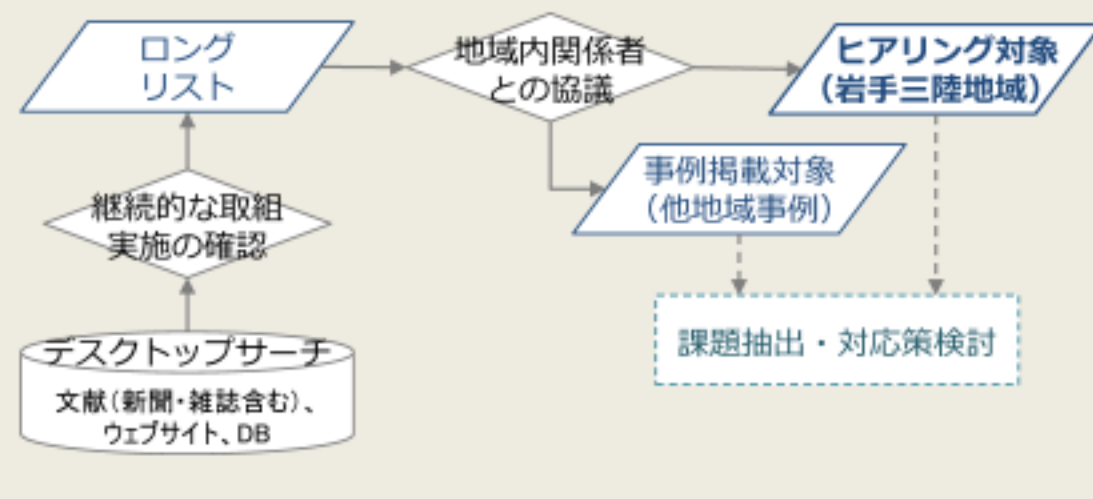 ロング
リスト
地域内関係者
との協議
ヒアリング対象
（岩手三陸地域）
事例掲載対象
（他地域事例）
継続的な取組
実施の確認
デスクトップサーチ
文献（新聞・雑誌含む）、
ウェブサイト、DB
課題抽出・対応策検討